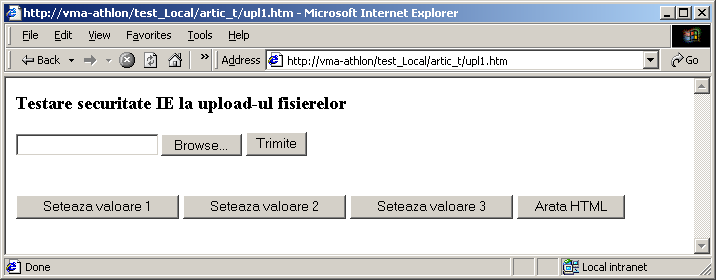 http://vma-athlon/test_Local/artic_t/upl1.htm - Microsoft Internet Explorer
File Edit View Favorites Tools Help
Back » Address http://vma-athlon/test_Local/artic_t/upl1.htm Go
Testare securitate IE la upload-ul fisierelor
Browse... Trimite
Seteaza valoare 1 Seteaza valoare 2 Seteaza valoare 3 Arata HTML
Done Local intranet